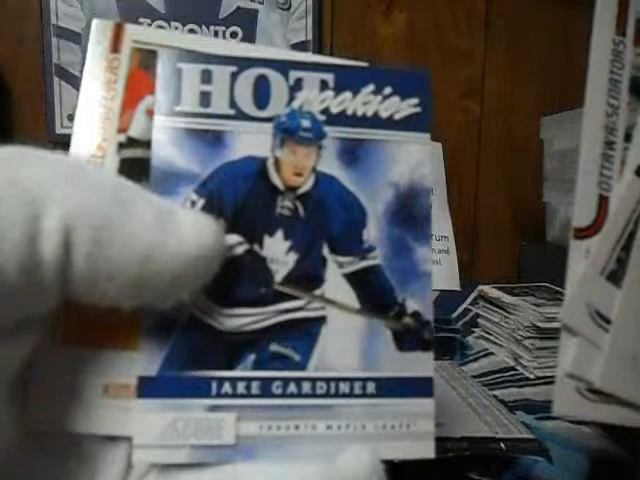 TORONTO
HOT
rookies
JAKE GARDINER
SCORE
TORONTO MAPLE LEAFS
OTTAWA SENATORS